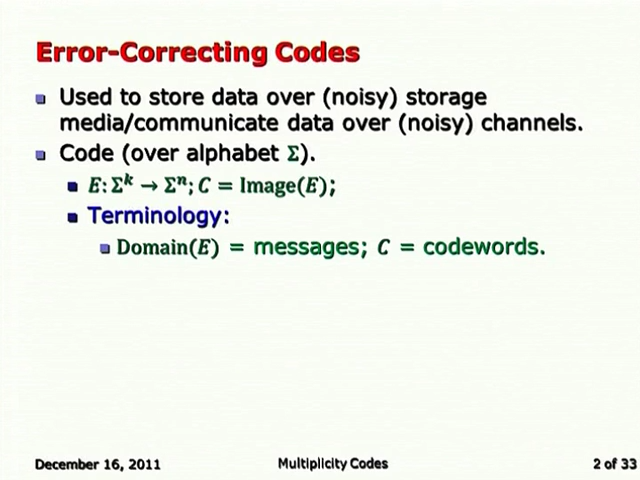 Error-Correcting Codes
Used to store data over (noisy) storage
media/communicate data over (noisy) channels.
Code (over alphabet Σ).
E: Σ^k → Σ^n; C = Image(E);
Terminology:
Domain(E) = messages; C = codewords.
December 16, 2011
Multiplicity Codes
2 of 33